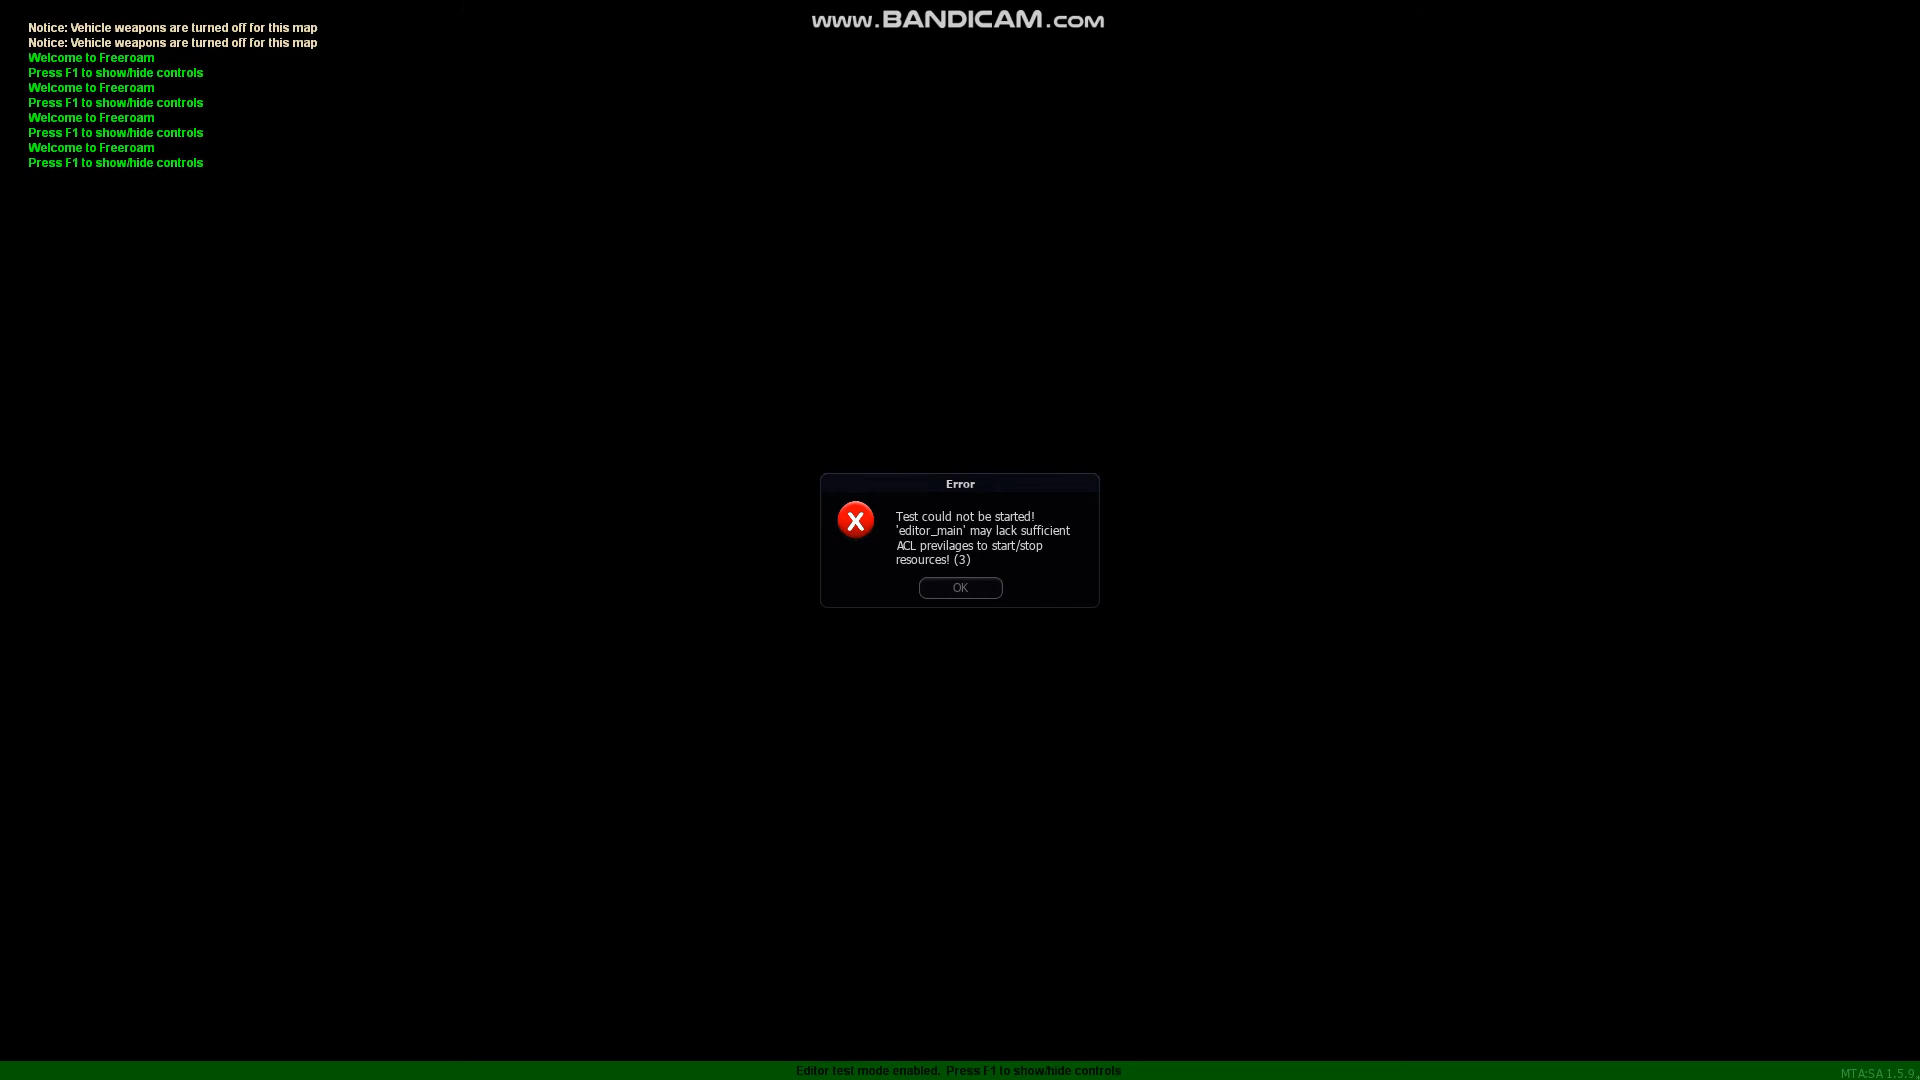 www.BANDICAM.com
Notice: Vehicle weapons are turned off for this map
Notice: Vehicle weapons are turned off for this map
Welcome to Freeroam
Press F1 to show/hide controls
Welcome to Freeroam
Press F1 to show/hide controls
Welcome to Freeroam
Press F1 to show/hide controls
Welcome to Freeroam
Press F1 to show/hide controls
Error
Test could not be started!
'editor_main' may lack sufficient
ACL previlages to start/stop
resources! (3)
OK
Editor test mode enabled. Press F1 to show/hide controls
MTA:SA 1.5.9